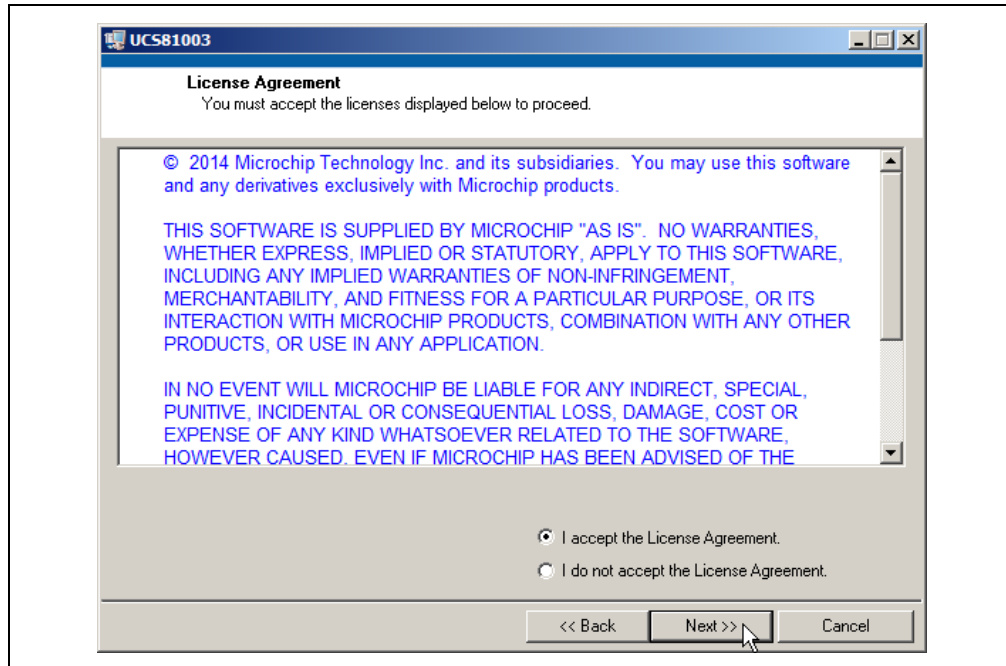 UCS81003
License Agreement
You must accept the licenses displayed below to proceed.
© 2014 Microchip Technology Inc. and its subsidiaries. You may use this software
and any derivatives exclusively with Microchip products.
THIS SOFTWARE IS SUPPLIED BY MICROCHIP "AS IS". NO WARRANTIES,
WHETHER EXPRESS, IMPLIED OR STATUTORY, APPLY TO THIS SOFTWARE,
INCLUDING ANY IMPLIED WARRANTIES OF NON-INFRINGEMENT,
MERCHANTABILITY, AND FITNESS FOR A PARTICULAR PURPOSE, OR ITS
INTERACTION WITH MICROCHIP PRODUCTS, COMBINATION WITH ANY OTHER
PRODUCTS, OR USE IN ANY APPLICATION.
IN NO EVENT WILL MICROCHIP BE LIABLE FOR ANY INDIRECT, SPECIAL,
PUNITIVE, INCIDENTAL OR CONSEQUENTIAL LOSS, DAMAGE, COST OR
EXPENSE OF ANY KIND WHATSOEVER RELATED TO THE SOFTWARE,
HOWEVER CAUSED, EVEN IF MICROCHIP HAS BEEN ADVISED OF THE
I accept the License Agreement.
I do not accept the License Agreement.
<< Back
Next >>
Cancel